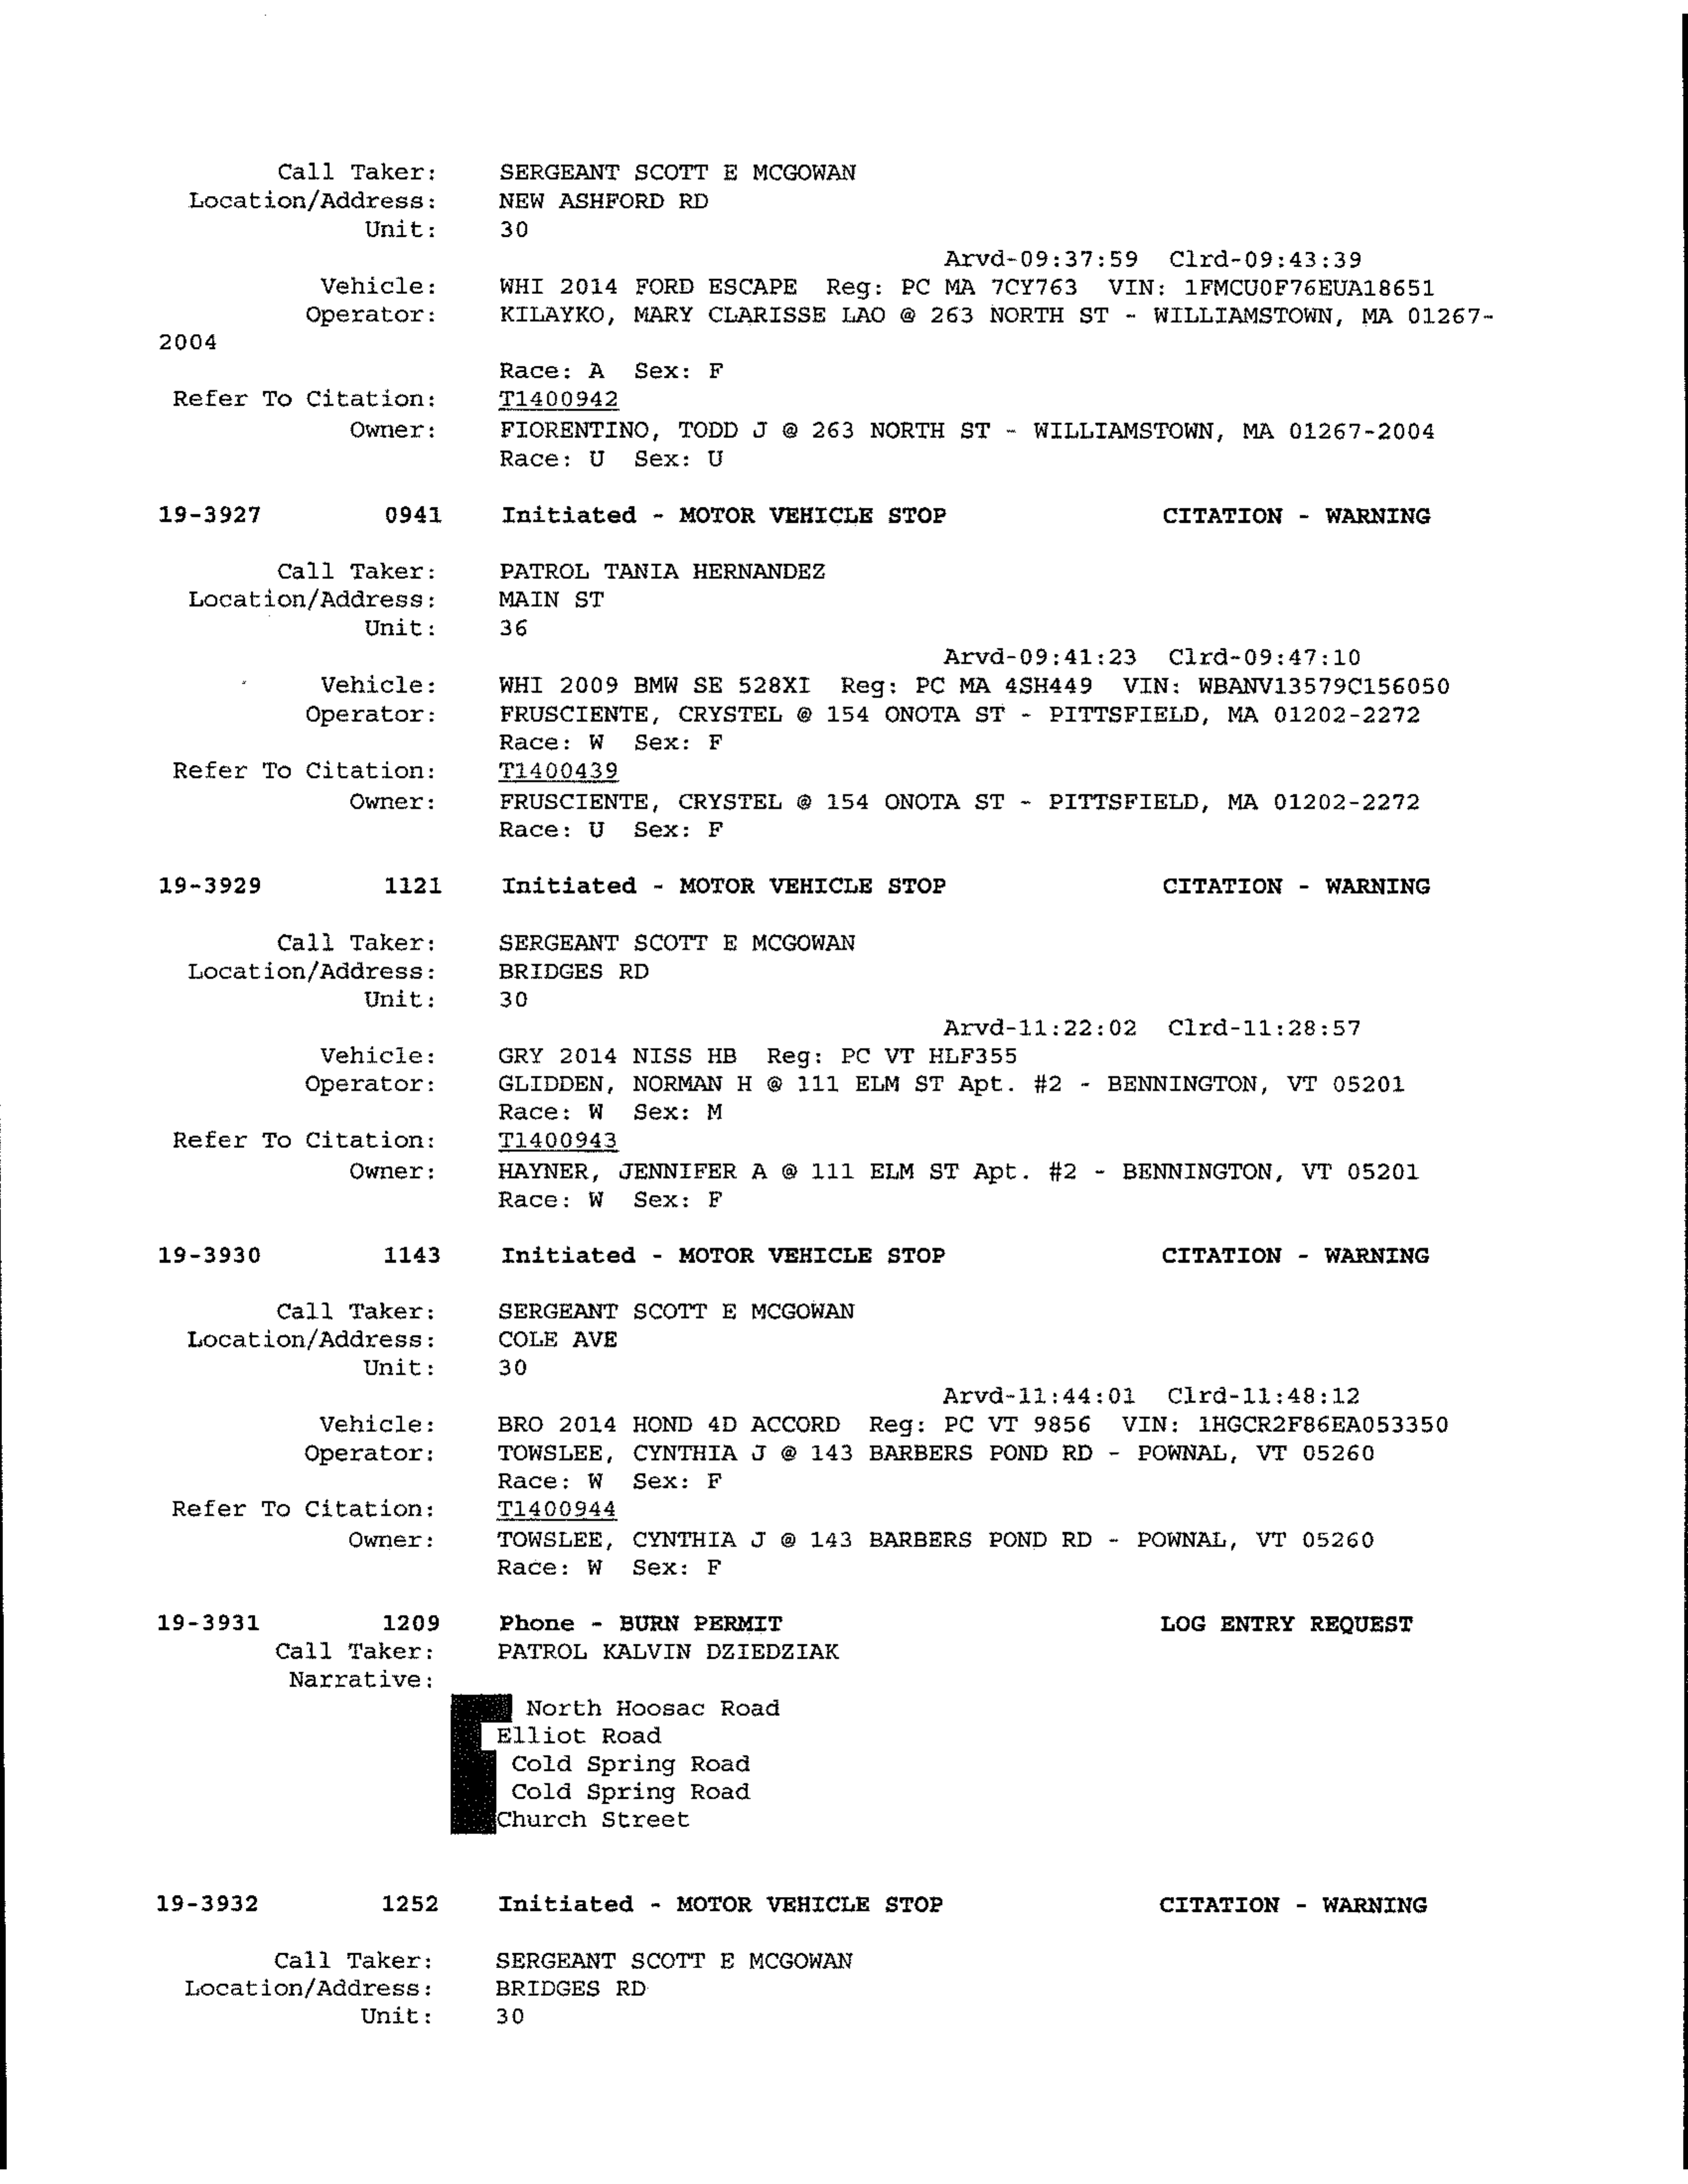 Call Taker: SERGEANT SCOTT E MCGOWAN
Location/Address: NEW ASHFORD RD
Unit: 30
Arvd-09:37:59 Clrd-09:43:39
Vehicle: WHI 2014 FORD ESCAPE Reg: PC MA 7CY763 VIN: 1FMCU0F76EUA18651
Operator: KILAYKO, MARY CLARISSE LAO @ 263 NORTH ST - WILLIAMSTOWN, MA 01267-
2004
Race: A Sex: F
Refer To Citation: T1400942
Owner: FIORENTINO, TODD J @ 263 NORTH ST - WILLIAMSTOWN, MA 01267-2004
Race: U Sex: U
19-3927 0941 Initiated - MOTOR VEHICLE STOP CITATION - WARNING
Call Taker: PATROL TANIA HERNANDEZ
Location/Address: MAIN ST
Unit: 36
Arvd-09:41:23 Clrd-09:47:10
Vehicle: WHI 2009 BMW SE 528XI Reg: PC MA 4SH449 VIN: WBANV13579C156050
Operator: FRUSCIENTE, CRYSTEL @ 154 ONOTA ST - PITTSFIELD, MA 01202-2272
Race: W Sex: F
Refer To Citation: T1400439
Owner: FRUSCIENTE, CRYSTEL @ 154 ONOTA ST - PITTSFIELD, MA 01202-2272
Race: U Sex: F
19-3929 1121 Initiated - MOTOR VEHICLE STOP CITATION - WARNING
Call Taker: SERGEANT SCOTT E MCGOWAN
Location/Address: BRIDGES RD
Unit: 30
Arvd-11:22:02 Clrd-11:28:57
Vehicle: GRY 2014 NISS HB Reg: PC VT HLF355
Operator: GLIDDEN, NORMAN H @ 111 ELM ST Apt. #2 - BENNINGTON, VT 05201
Race: W Sex: M
Refer To Citation: T1400943
Owner: HAYNER, JENNIFER A @ 111 ELM ST Apt. #2 - BENNINGTON, VT 05201
Race: W Sex: F
19-3930 1143 Initiated - MOTOR VEHICLE STOP CITATION - WARNING
Call Taker: SERGEANT SCOTT E MCGOWAN
Location/Address: COLE AVE
Unit: 30
Arvd-11:44:01 Clrd-11:48:12
Vehicle: BRO 2014 HOND 4D ACCORD Reg: PC VT 9856 VIN: 1HGCR2F86EA053350
Operator: TOWSLEE, CYNTHIA J @ 143 BARBERS POND RD - POWNAL, VT 05260
Race: W Sex: F
Refer To Citation: T1400944
Owner: TOWSLEE, CYNTHIA J @ 143 BARBERS POND RD - POWNAL, VT 05260
Race: W Sex: F
19-3931 1209 Phone - BURN PERMIT LOG ENTRY REQUEST
Call Taker: PATROL KALVIN DZIEDZIAK
Narrative:
North Hoosac Road
Elliot Road
Cold Spring Road
Cold Spring Road
Church Street
19-3932 1252 Initiated - MOTOR VEHICLE STOP CITATION - WARNING
Call Taker: SERGEANT SCOTT E MCGOWAN
Location/Address: BRIDGES RD
Unit: 30